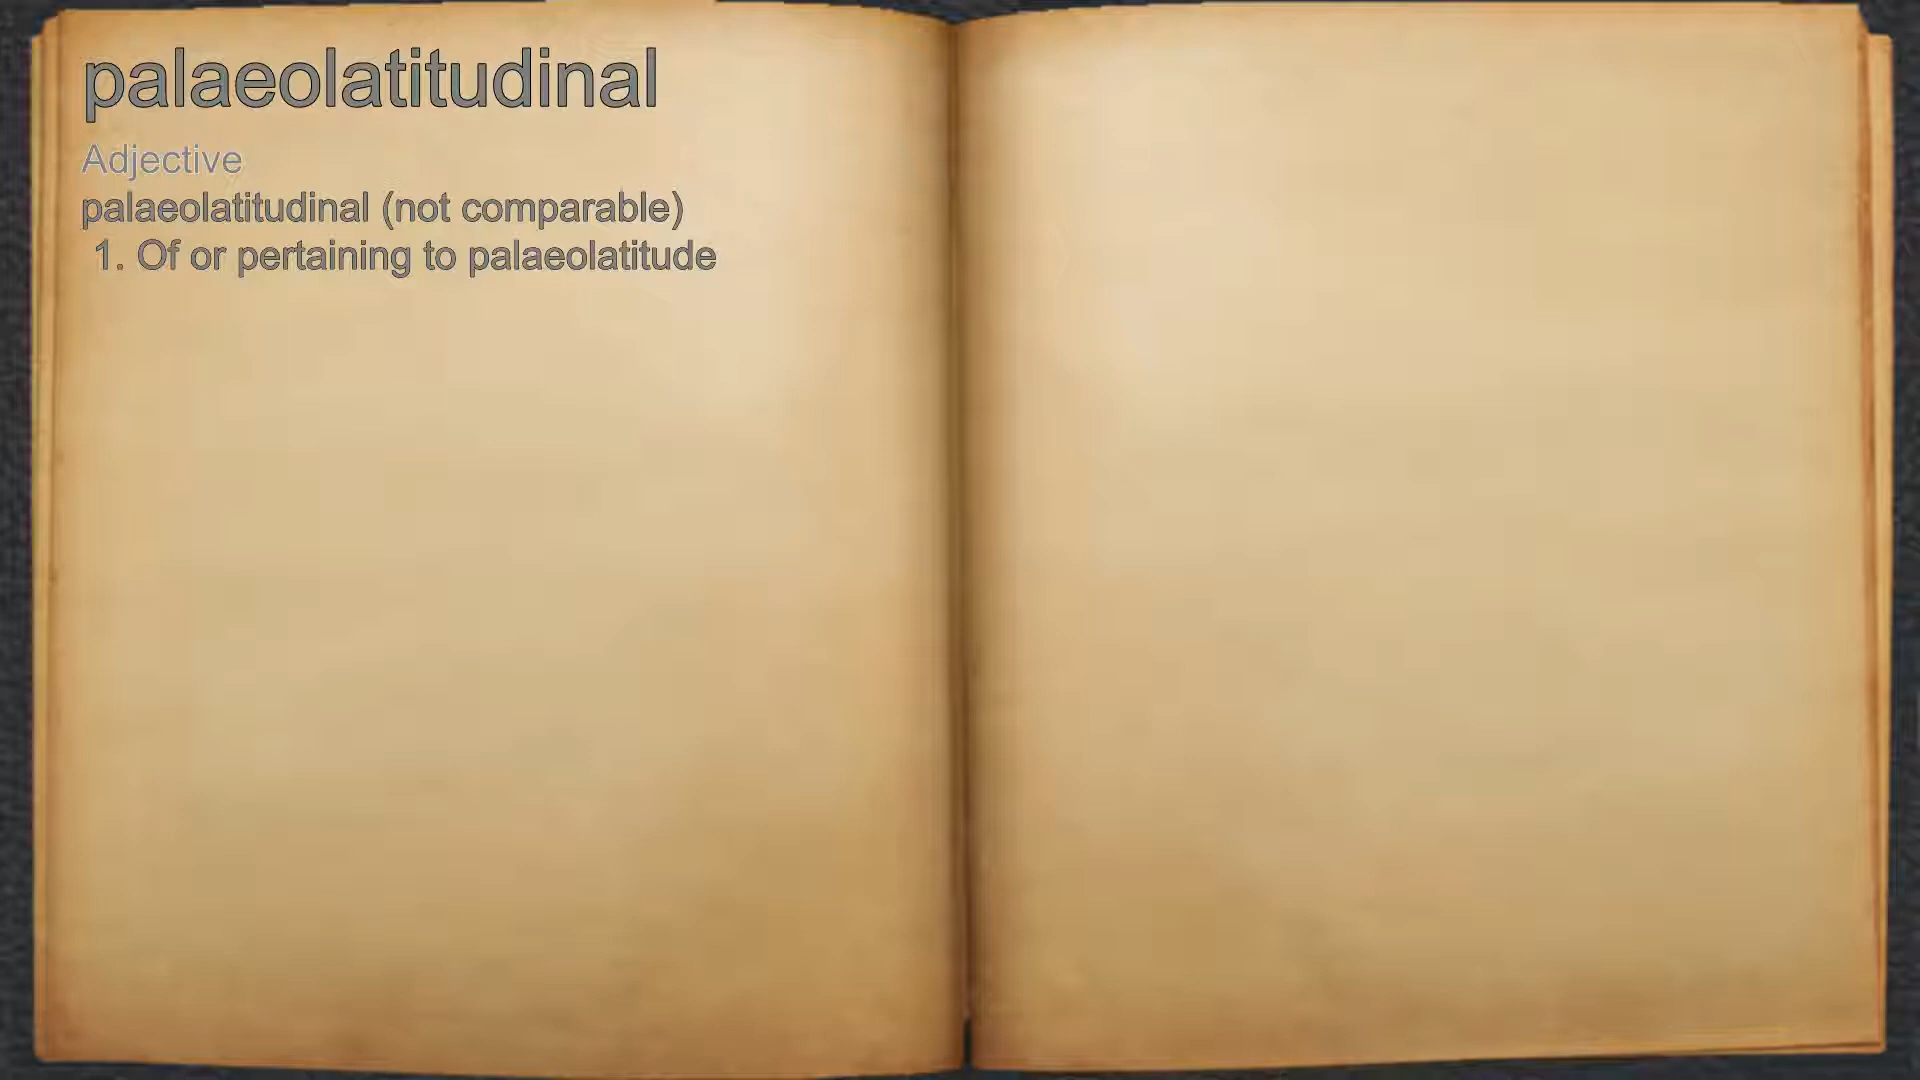 palaeolatitudinal
Adjective
palaeolatitudinal (not comparable)
1. Of or pertaining to palaeolatitude